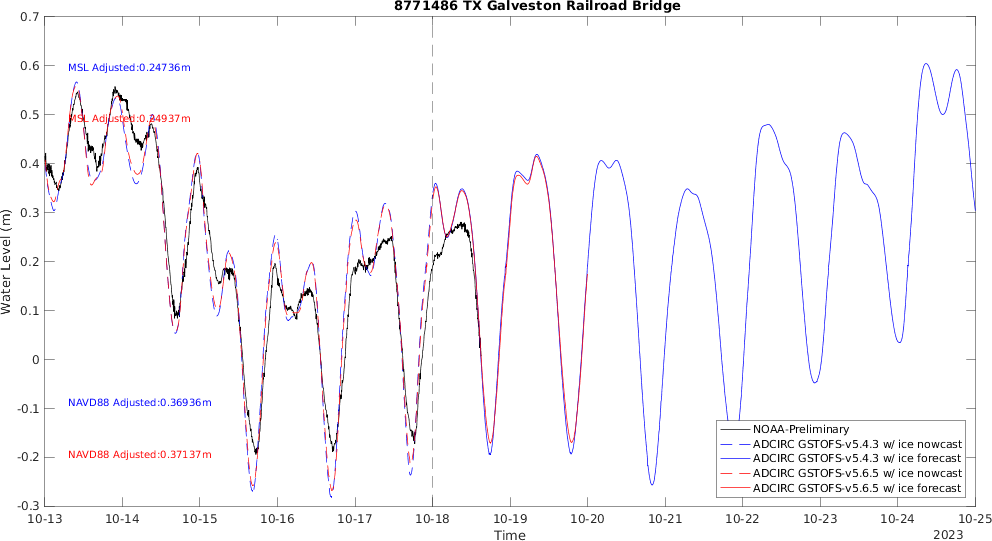 8771486 TX Galveston Railroad Bridge
0.7
0.6
0.5
0.4
0.3
0.2
0.1
0
-0.1
-0.2
-0.3
Water Level (m)
MSL Adjusted:0.24736m
MSL Adjusted:0.24937m
NAVD88 Adjusted:0.36936m
NAVD88 Adjusted:0.37137m
NOAA-Preliminary
ADCIRC GSTOFS-v5.4.3 w/ ice nowcast
ADCIRC GSTOFS-v5.4.3 w/ ice forecast
ADCIRC GSTOFS-v5.6.5 w/ ice nowcast
ADCIRC GSTOFS-v5.6.5 w/ ice forecast
10-13 10-14 10-15 10-16 10-17 10-18 10-19 10-20 10-21 10-22 10-23 10-24 10-25
Time
2023